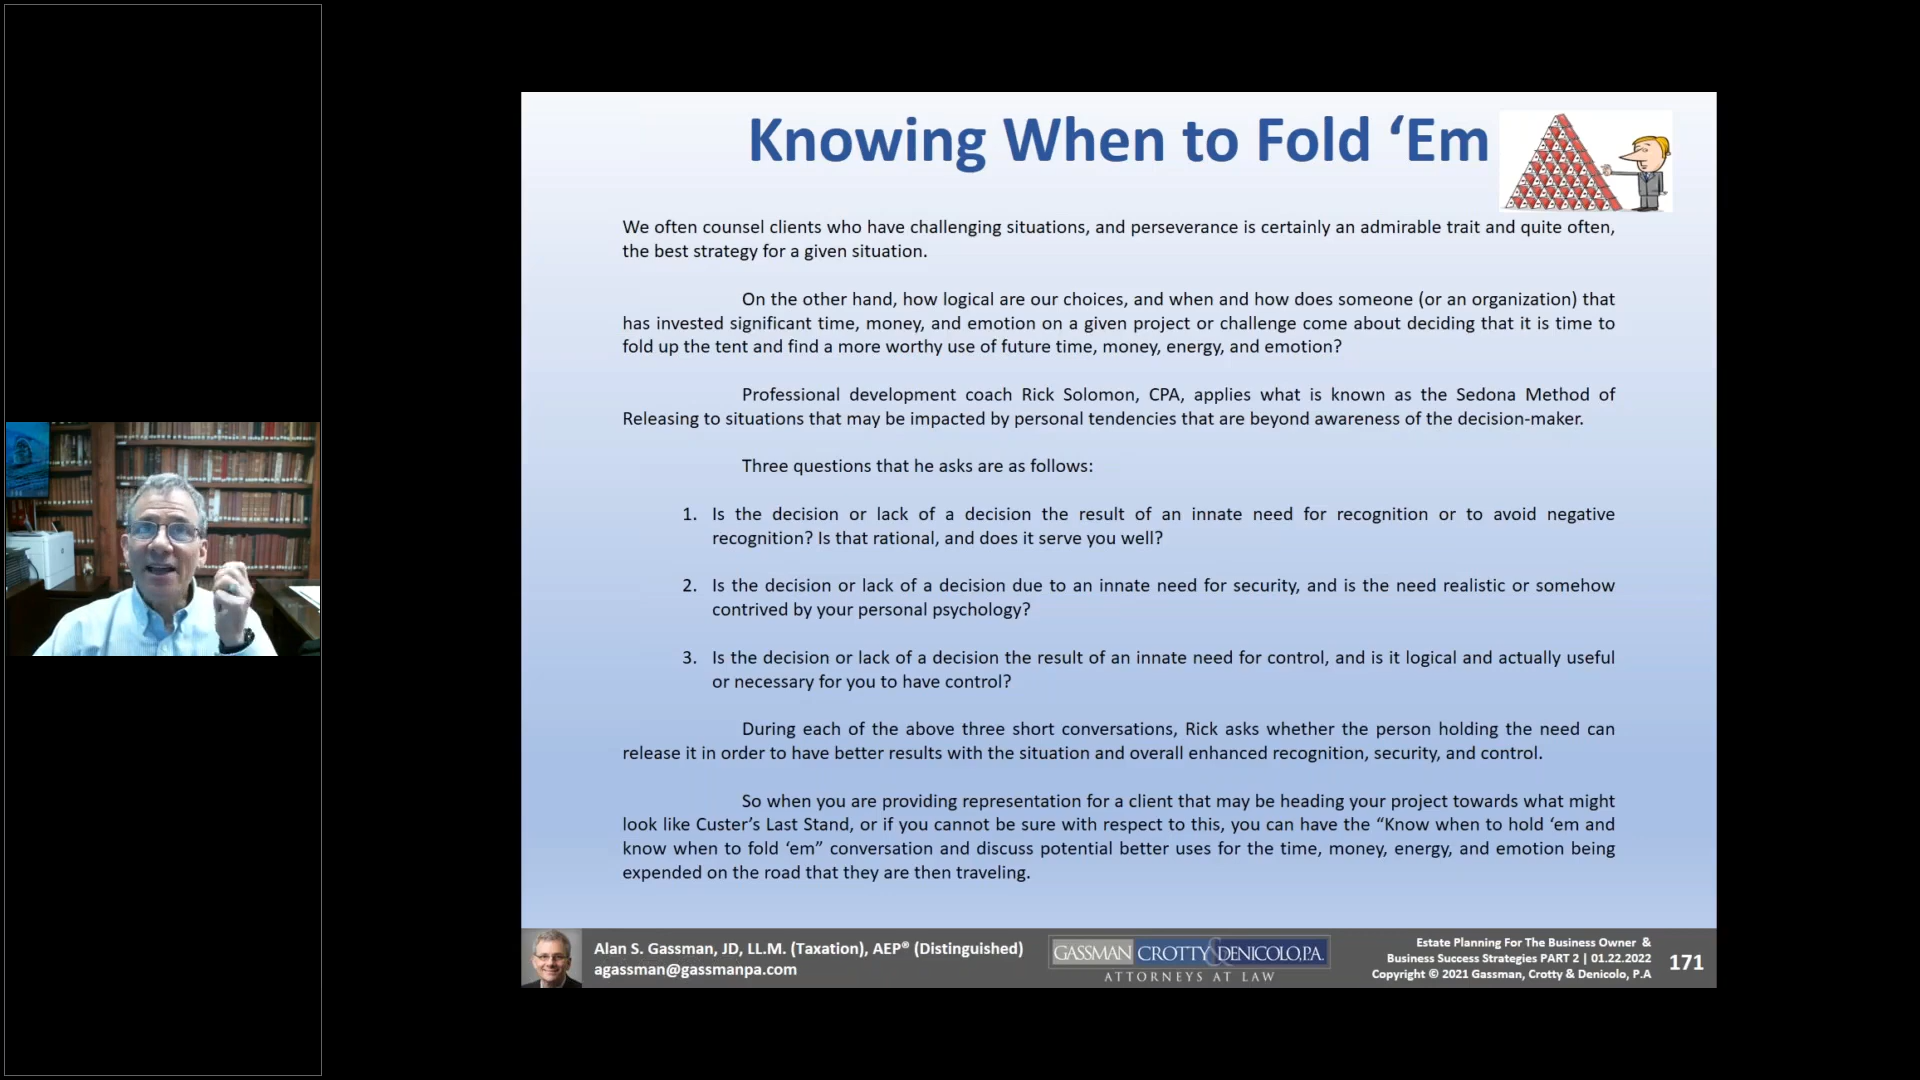 Knowing When to Fold ‘Em
We often counsel clients who have challenging situations, and perseverance is certainly an admirable trait and quite often,
the best strategy for a given situation.
On the other hand, how logical are our choices, and when and how does someone (or an organization) that
has invested significant time, money, and emotion on a given project or challenge come about deciding that it is time to
fold up the tent and find a more worthy use of future time, money, energy, and emotion?
Professional development coach Rick Solomon, CPA, applies what is known as the Sedona Method of
Releasing to situations that may be impacted by personal tendencies that are beyond awareness of the decision-maker.
Three questions that he asks are as follows:
1. Is the decision or lack of a decision the result of an innate need for recognition or to avoid negative
recognition? Is that rational, and does it serve you well?
2. Is the decision or lack of a decision due to an innate need for security, and is the need realistic or somehow
contrived by your personal psychology?
3. Is the decision or lack of a decision the result of an innate need for control, and is it logical and actually useful
or necessary for you to have control?
During each of the above three short conversations, Rick asks whether the person holding the need can
release it in order to have better results with the situation and overall enhanced recognition, security, and control.
So when you are providing representation for a client that may be heading your project towards what might
look like Custer’s Last Stand, or if you cannot be sure with respect to this, you can have the “Know when to hold ‘em and
know when to fold ‘em” conversation and discuss potential better uses for the time, money, energy, and emotion being
expended on the road that they are then traveling.
Alan S. Gassman, JD, LL.M. (Taxation), AEP® (Distinguished)
agassman@gassmanpa.com
GASSMAN CROTTY & DENICOLO, P.A.
ATTORNEYS AT LAW
Estate Planning For The Business Owner &
Business Success Strategies PART 2 | 01.22.2022
Copyright © 2021 Gassman, Crotty & Denicolo, P.A
171